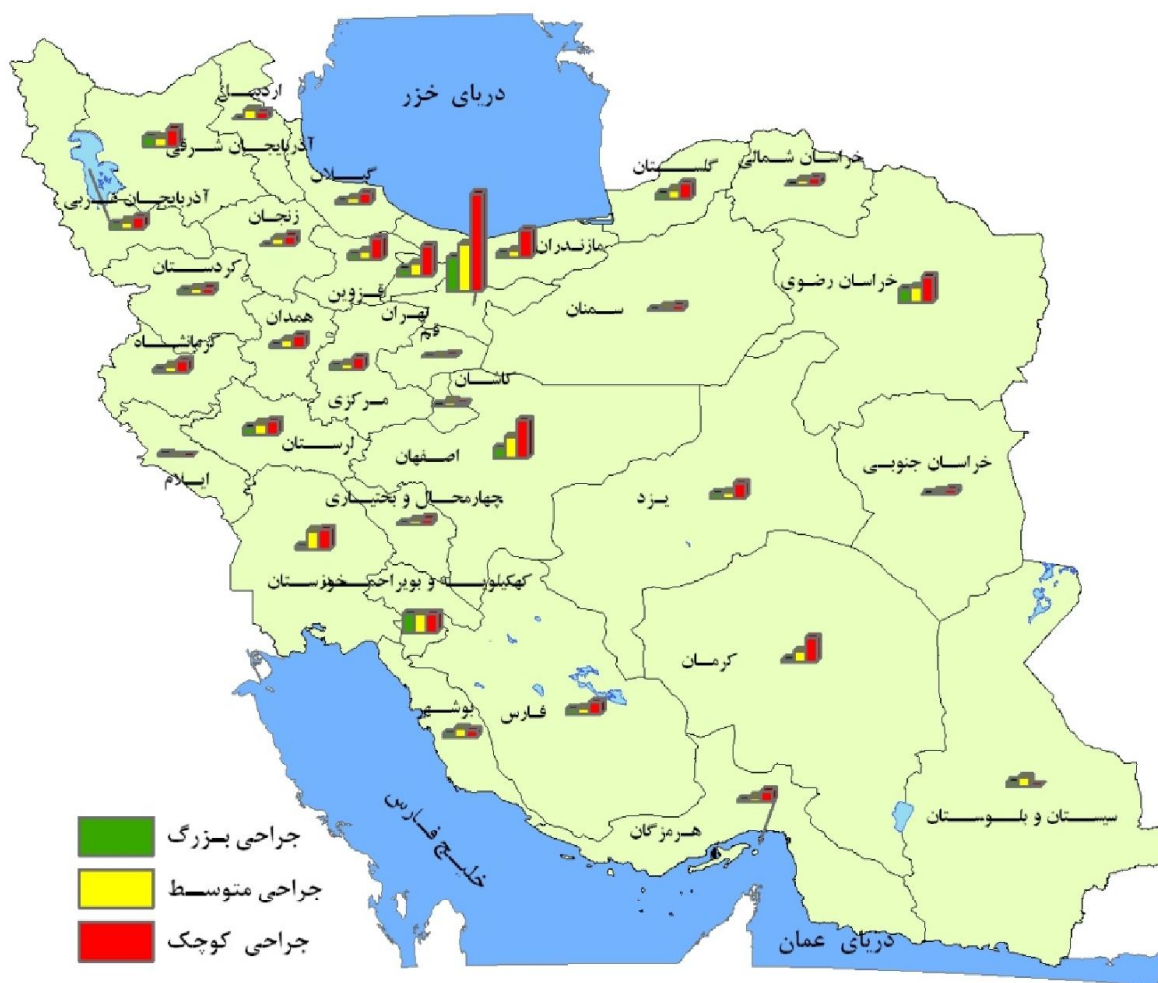 دریای خزر
اردبیل
آذربایجان شرقی
خراسان شمالی
گلستان
گیلان
آذربایجان غربی
زنجان
مازندران
کردستان
خراسان رضوی
قزوین
تهران
سمنان
همدان
قم
کرمانشاه
کاشان
مرکزی
لرستان
اصفهان
خراسان جنوبی
ایلام
یزد
چهارمحال و بختیاری
کهکیلویه و بویراحمد
خوزستان
کرمان
بوشهر
فارس
سیستان و بلوستان
هرمزگان
خلیج فارس
جراحی بزرگ
جراحی متوسط
جراحی کوچک
دریای عمان